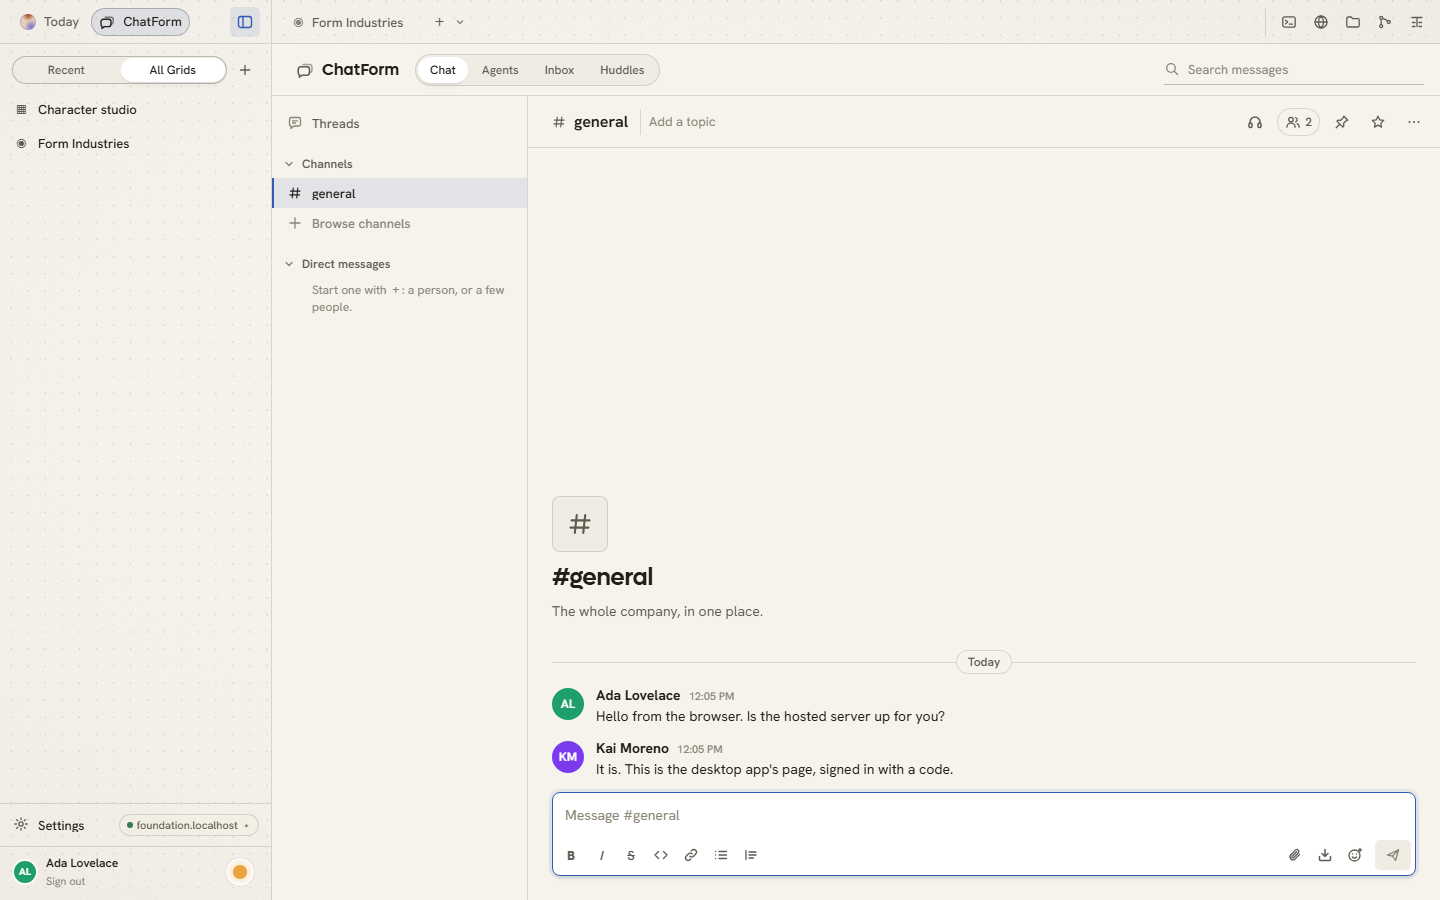 Today
ChatForm
Form Industries
Recent
All Grids
Character studio
Form Industries
ChatForm
Chat
Agents
Inbox
Huddles
Search messages
Threads
Channels
general
Browse channels
Direct messages
Start one with + : a person, or a few
people.
# general
Add a topic
2
#
#general
The whole company, in one place.
Today
AL
Ada Lovelace 12:05 PM
Hello from the browser. Is the hosted server up for you?
KM
Kai Moreno 12:05 PM
It is. This is the desktop app's page, signed in with a code.
Message #general
B I S
Settings
foundation.localhost
AL
Ada Lovelace
Sign out